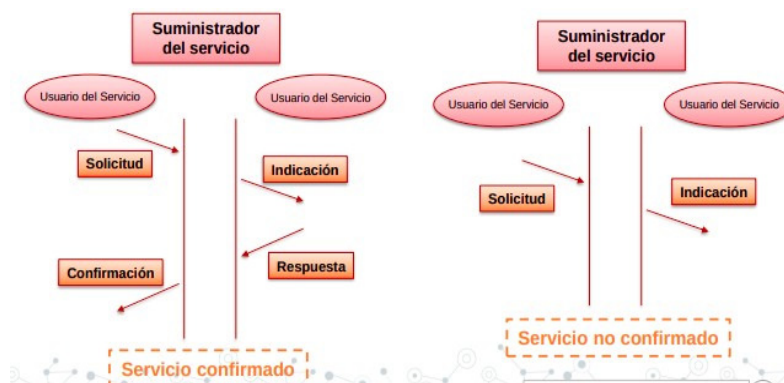 Suministrador
del servicio
Usuario del Servicio
Usuario del Servicio
Solicitud
Indicación
Confirmación
Respuesta
Servicio confirmado
Suministrador
del servicio
Usuario del Servicio
Usuario del Servicio
Solicitud
Indicación
Servicio no confirmado